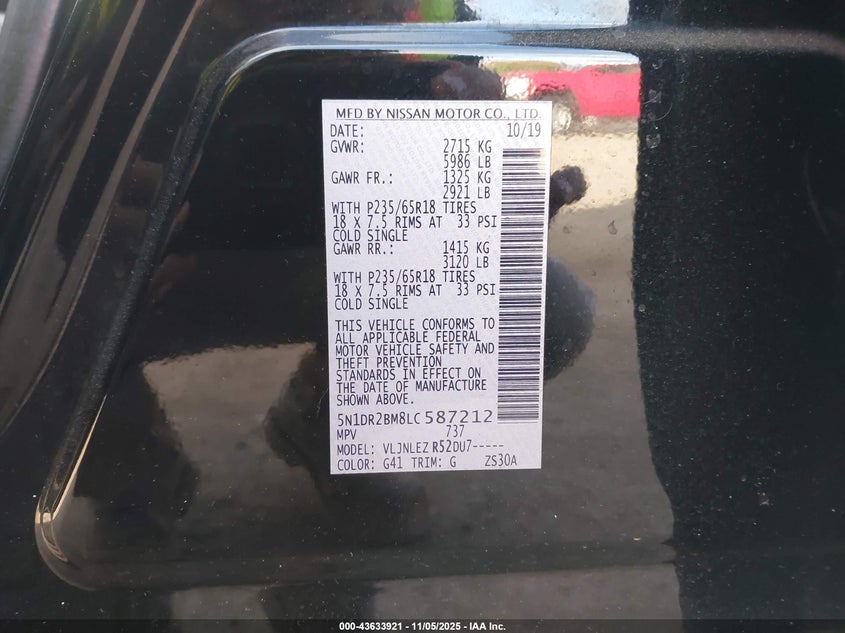 MFD BY NISSAN MOTOR CO., LTD.
DATE: 10/19
GVWR: 2715 KG
5986 LB
GAWR FR.: 1325 KG
2921 LB
WITH P235/65R18 TIRES
18 X 7.5 RIMS AT 33 PSI
COLD SINGLE
GAWR RR.: 1415 KG
3120 LB
WITH P235/65R18 TIRES
18 X 7.5 RIMS AT 33 PSI
COLD SINGLE
THIS VEHICLE CONFORMS TO
ALL APPLICABLE FEDERAL
MOTOR VEHICLE SAFETY AND
THEFT PREVENTION
STANDARDS IN EFFECT ON
THE DATE OF MANUFACTURE
SHOWN ABOVE.
5N1DR2BM8LC587212
MPV 737
MODEL: VLJNLEZ R52DU7-----
COLOR: G41 TRIM: G ZS30A
000-43633921 - 11/05/2025 - IAA Inc.